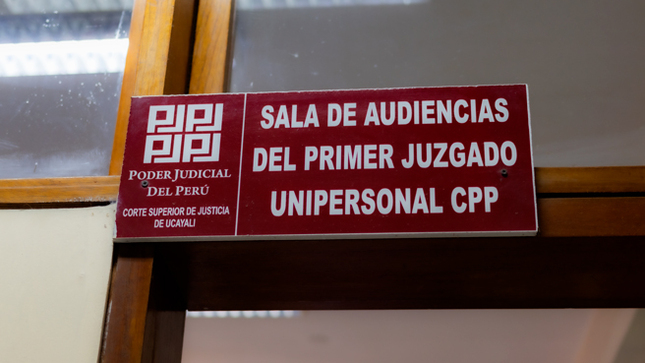 PODER JUDICIAL
DEL PERÚ
CORTE SUPERIOR DE JUSTICIA
DE UCAYALI
SALA DE AUDIENCIAS
DEL PRIMER JUZGADO
UNIPERSONAL CPP